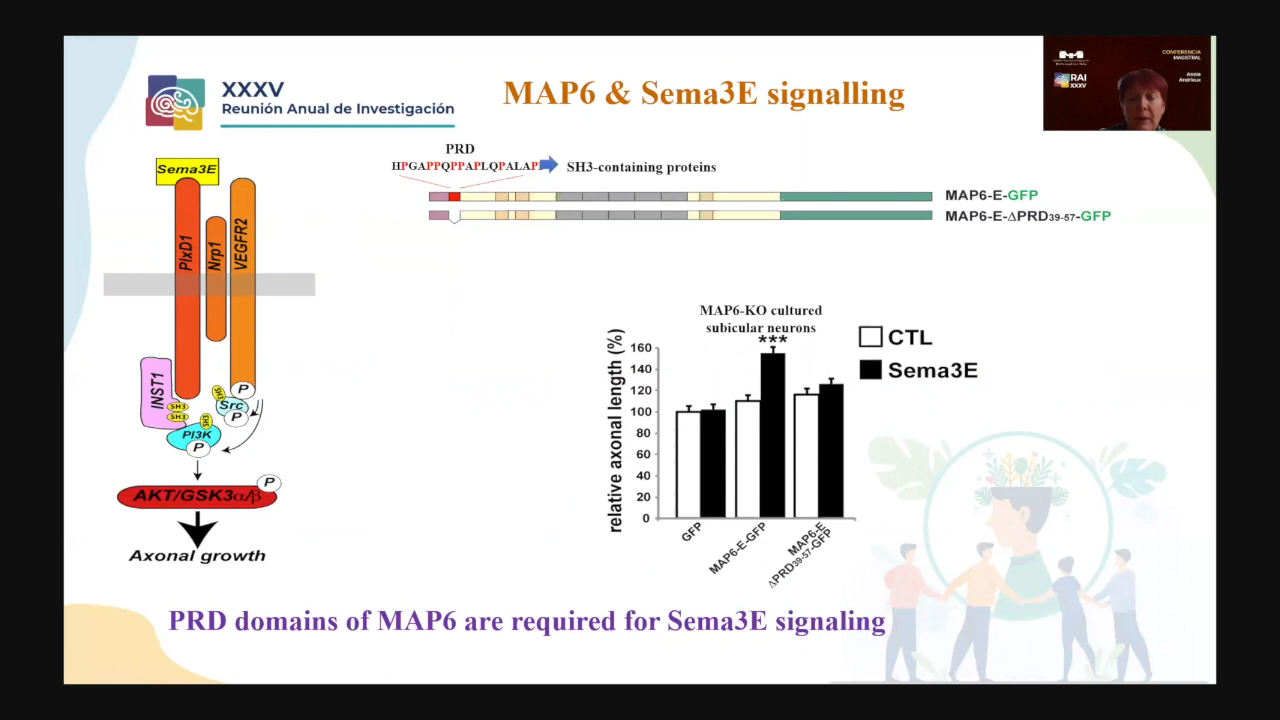 XXXV
Reunión Anual de Investigación
MAP6 & Sema3E signalling
CONFERENCIA
MAGISTRAL
RAI
XXXV
Annie
Andrieux
PRD
HPGAPPQPPAPLQPALAP
SH3-containing proteins
MAP6-E-GFP
MAP6-E-ΔPRD39-57-GFP
Sema3E
PlxD1
Nrp1
VEGFR2
INST1
SH3
SH3
SH3
SH3
Src
P
P
PI3K
P
AKT/GSK3α/β
P
Axonal growth
MAP6-KO cultured
subicular neurons
***
CTL
Sema3E
relative axonal length (%)
160
140
120
100
80
60
40
20
0
GFP
MAP6-E-GFP
MAP6-E
ΔPRD39-57-GFP
PRD domains of MAP6 are required for Sema3E signaling